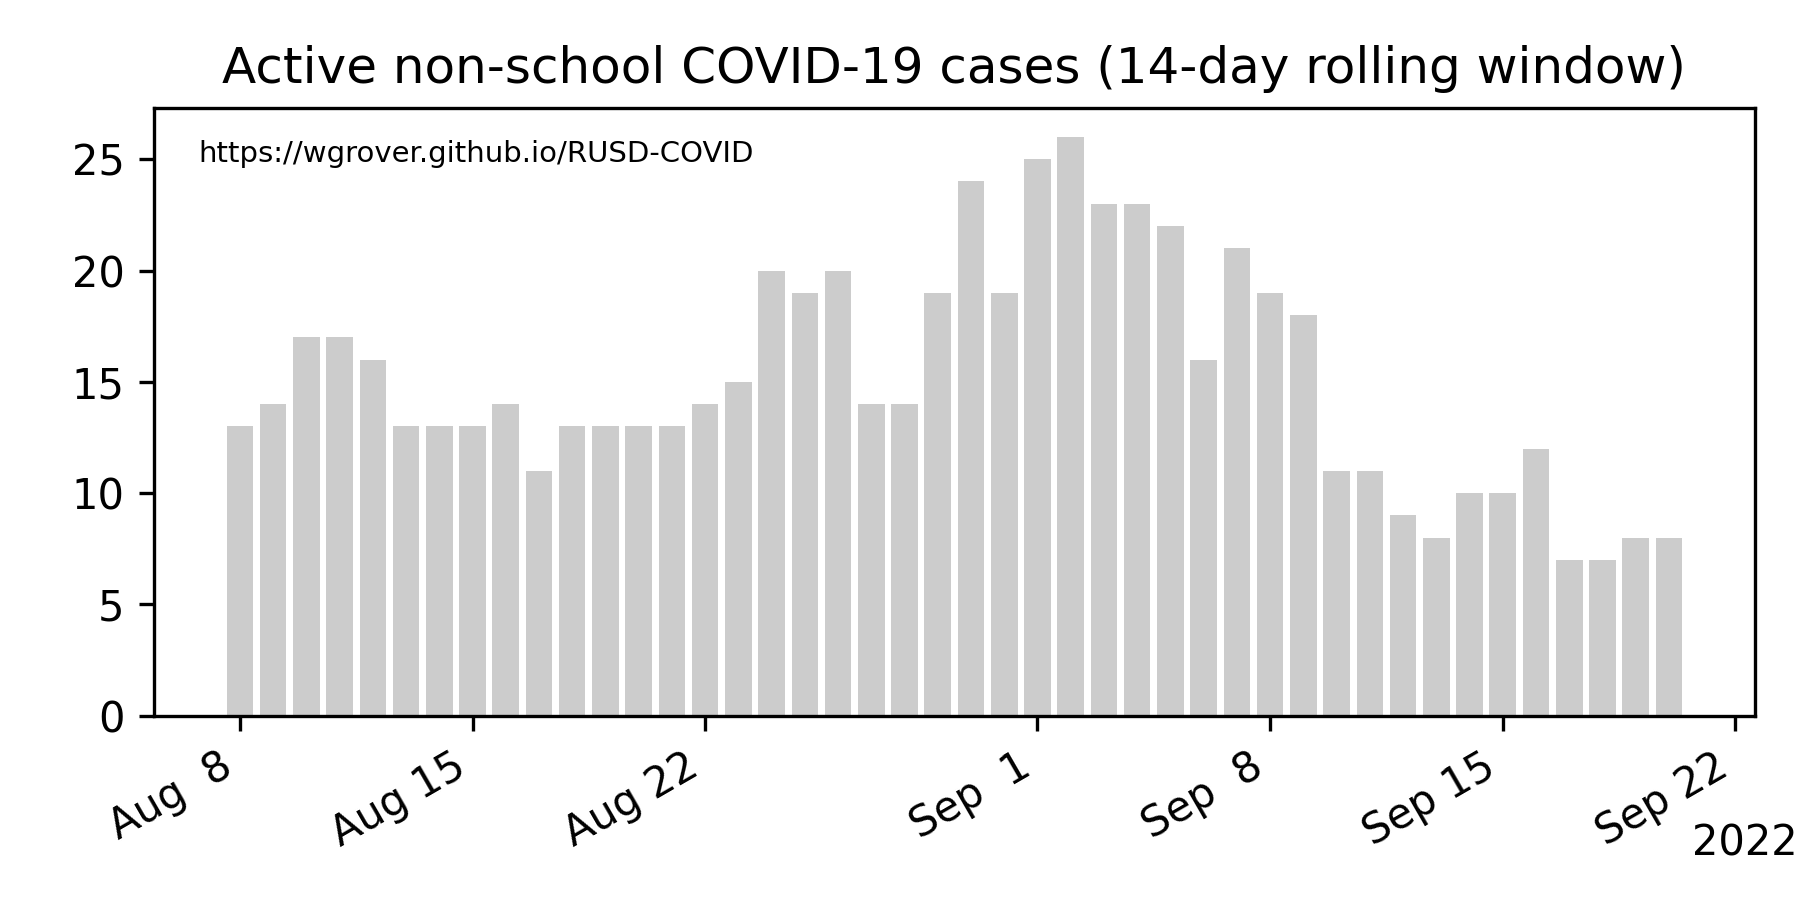 Active non-school COVID-19 cases (14-day rolling window)
https://wgrover.github.io/RUSD-COVID
25
20
15
10
5
0
Aug 8
Aug 15
Aug 22
Sep 1
Sep 8
Sep 15
Sep 22
2022